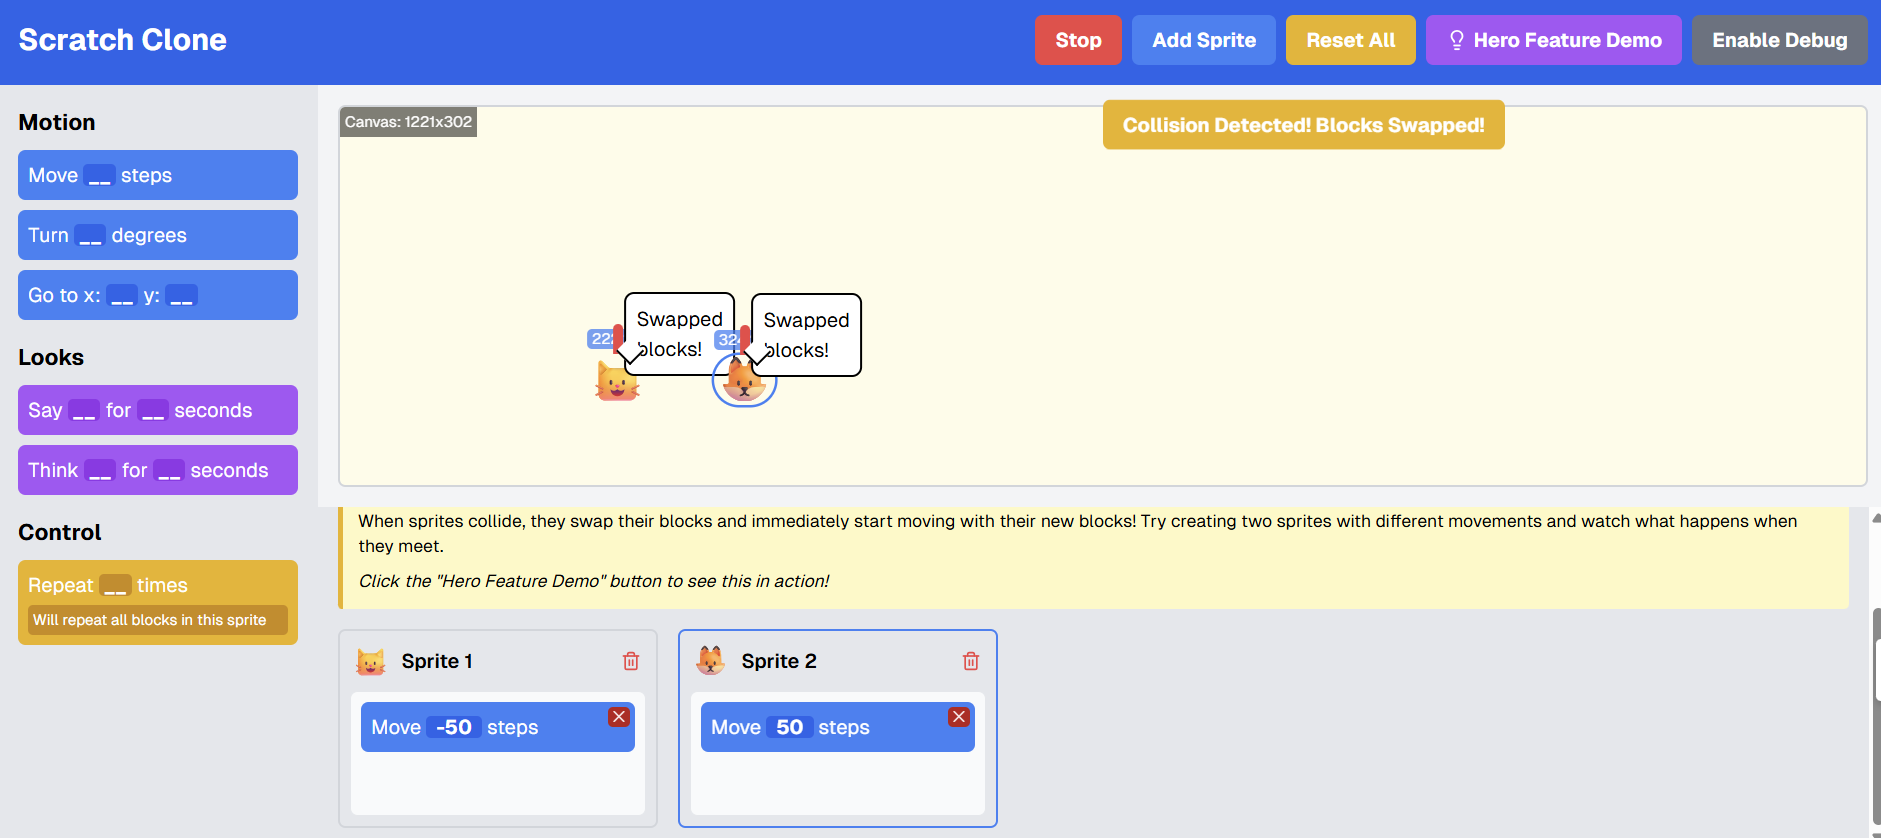 Scratch Clone
Stop
Add Sprite
Reset All
Hero Feature Demo
Enable Debug
Motion
Move __ steps
Turn __ degrees
Go to x: __ y: __
Looks
Say __ for __ seconds
Think __ for __ seconds
Control
Repeat __ times
Will repeat all blocks in this sprite
Canvas: 1221x302
Collision Detected! Blocks Swapped!
Swapped
blocks!
Swapped
blocks!
When sprites collide, they swap their blocks and immediately start moving with their new blocks! Try creating two sprites with different movements and watch what happens when
they meet.
Click the "Hero Feature Demo" button to see this in action!
Sprite 1
Move -50 steps
Sprite 2
Move 50 steps